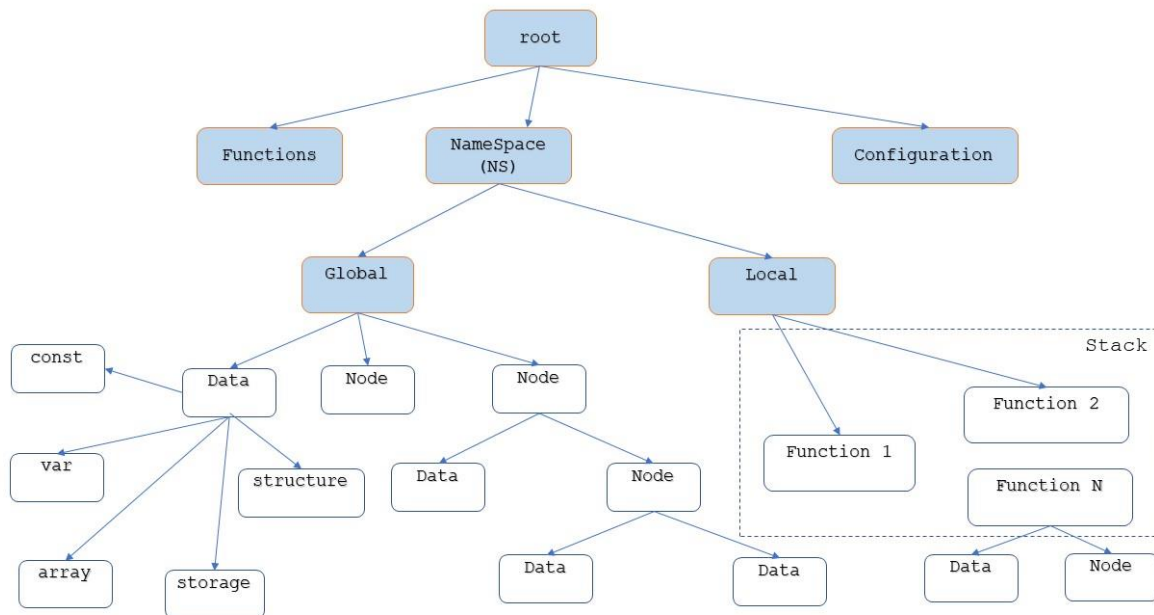 root
Functions
NameSpace
(NS)
Configuration
Global
Local
Stack
const
Data
Node
Node
Function 2
Function 1
var
structure
Data
Node
Function N
array
storage
Data
Data
Data
Node